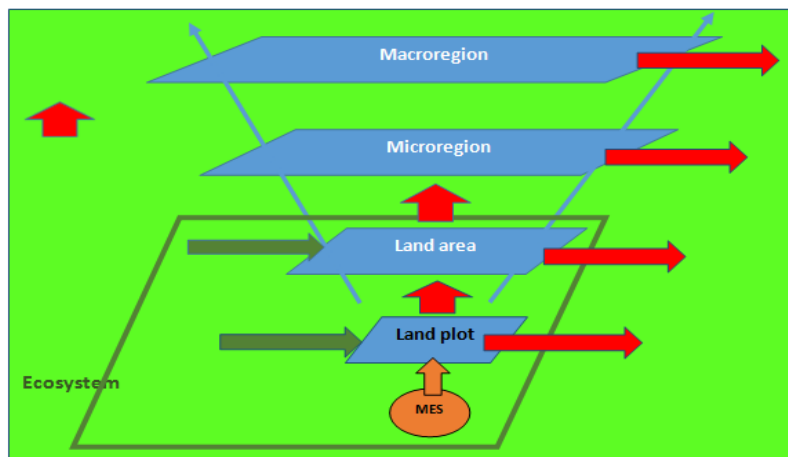 Macroregion
Microregion
Land area
Land plot
Ecosystem
MES